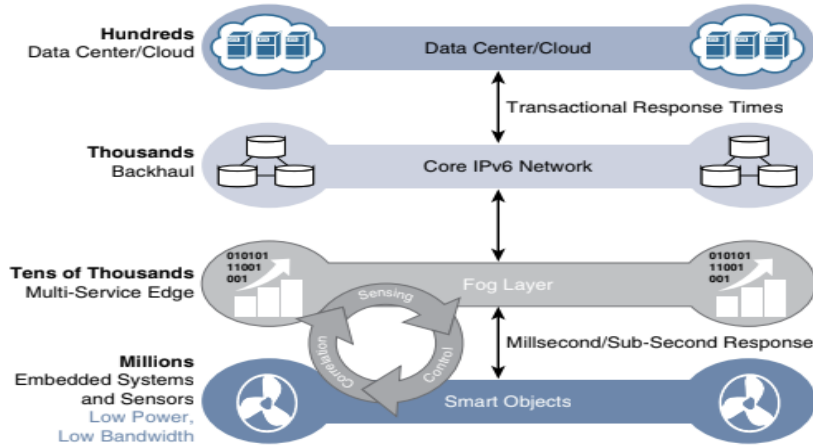 Hundreds
Data Center/Cloud
Data Center/Cloud
Transactional Response Times
Thousands
Backhaul
Core IPv6 Network
010101
11001
001
010101
11001
001
Tens of Thousands
Multi-Service Edge
Fog Layer
Sensing
Correlation
Control
Millsecond/Sub-Second Response
Millions
Embedded Systems
and Sensors
Low Power,
Low Bandwidth
Smart Objects